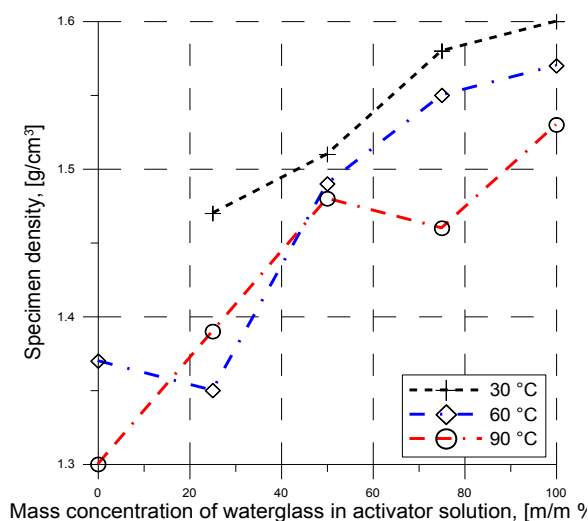 1.6
1.5
1.4
1.3
Specimen density, [g/cm³]
30 °C
60 °C
90 °C
0
20
40
60
80
100
Mass concentration of waterglass in activator solution, [m/m %